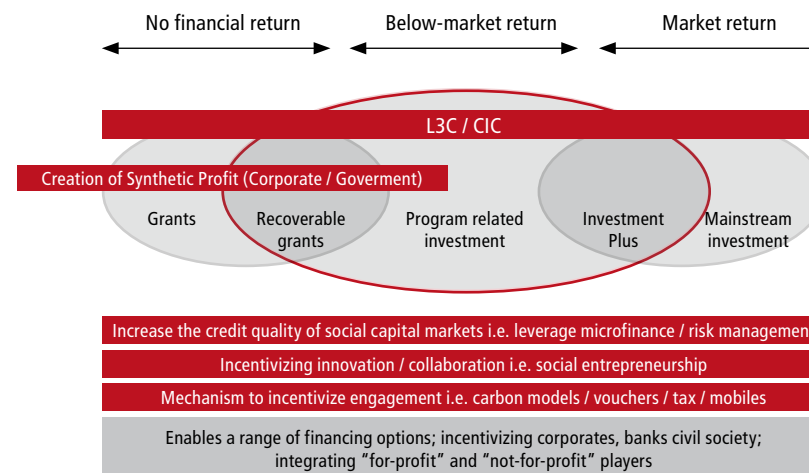 No financial return
Below-market return
Market return
L3C / CIC
Creation of Synthetic Profit (Corporate / Goverment)
Grants
Recoverable
grants
Program related
investment
Investment
Plus
Mainstream
investment
Increase the credit quality of social capital markets i.e. leverage microfinance / risk managemen
Incentivizing innovation / collaboration i.e. social entrepreneurship
Mechanism to incentivize engagement i.e. carbon models / vouchers / tax / mobiles
Enables a range of financing options; incentivizing corporates, banks civil society;
integrating “for-profit” and “not-for-profit” players